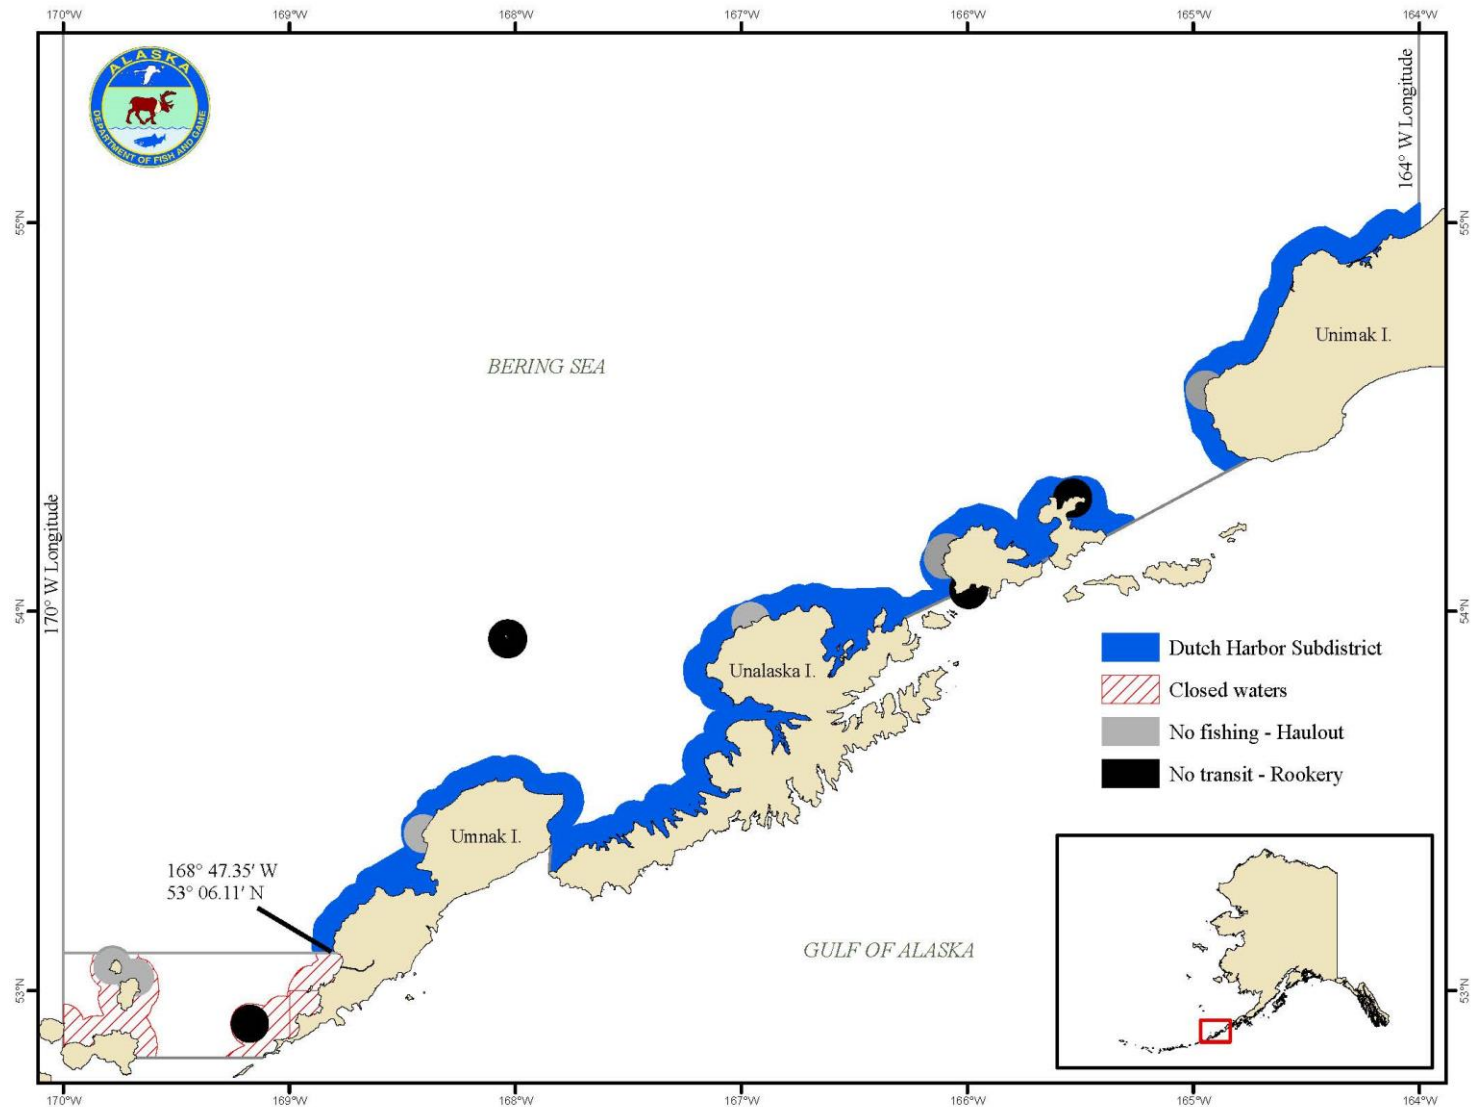 170°W 169°W 168°W 167°W 166°W 165°W 164°W
ALASKA
DEPARTMENT OF FISH AND GAME
164° W Longitude
55°N 55°N
Unimak I.
BERING SEA
170° W Longitude
54°N 54°N
Unalaska I.
Dutch Harbor Subdistrict
Closed waters
No fishing - Haulout
No transit - Rookery
Umnak I.
168° 47.35' W
53° 06.11' N
GULF OF ALASKA
53°N 53°N
170°W 169°W 168°W 167°W 166°W 165°W 164°W